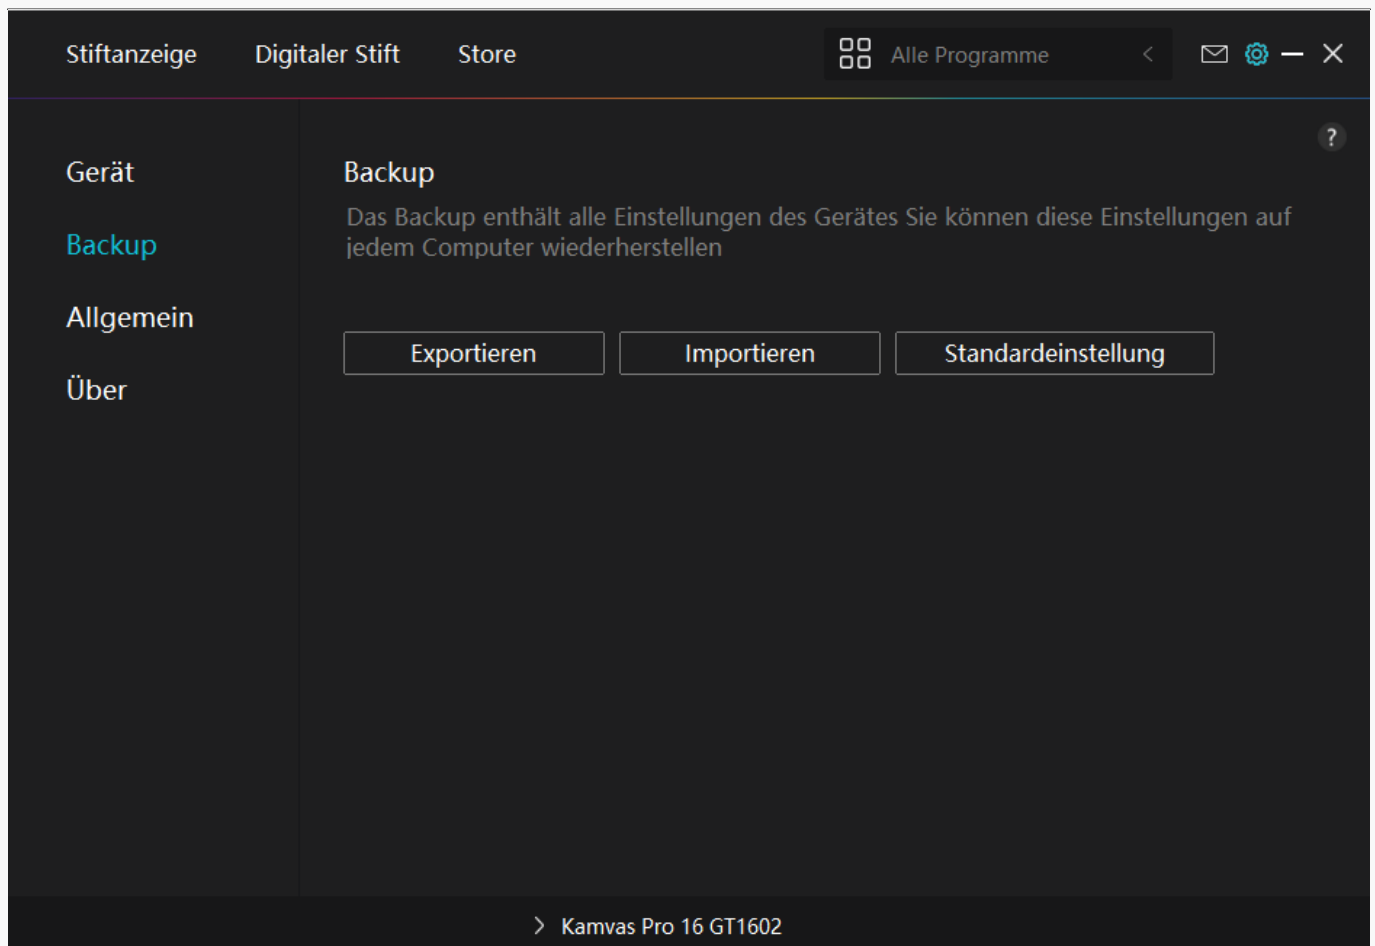 Stiftanzeige
Digitaler Stift
Store
Alle Programme
?
Gerät
Backup
Allgemein
Über
Backup
Das Backup enthält alle Einstellungen des Gerätes Sie können diese Einstellungen auf
jedem Computer wiederherstellen
Exportieren
Importieren
Standardeinstellung
Kamvas Pro 16 GT1602